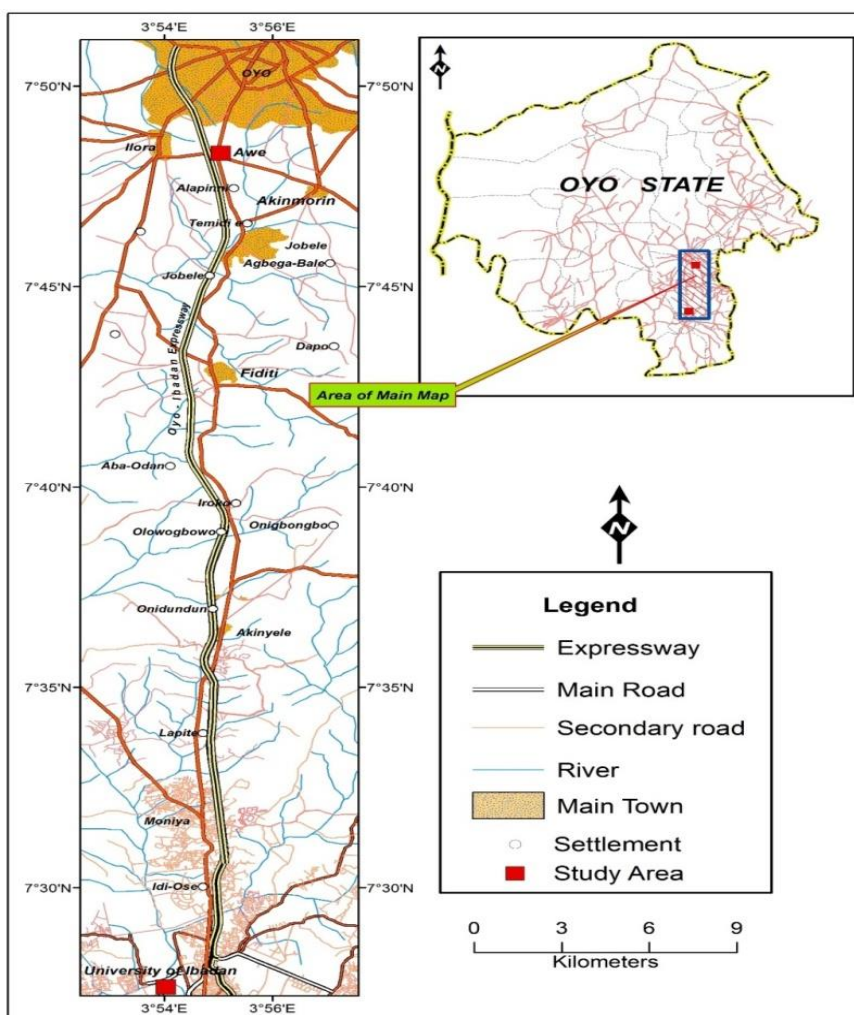 3°54'E 3°56'E
7°50'N
7°45'N
7°40'N
7°35'N
7°30'N
OYO
Ilora
Awe
Alapinni
Akinmorin
Temidi e
Jobele
Agbega-Bale
Jobele
Oyo - Ibadan Expressway
Dapo
Fiditi
Aba-Odan
Iroko
Olowogbowo
Onigbongbo
Onidundun
Akinyele
Lapite
Moniya
Idi-Ose
University of Ibadan
3°54'E 3°56'E
7°50'N
7°45'N
7°40'N
7°35'N
7°30'N
N
OYO STATE
Area of Main Map
N
Legend
Expressway
Main Road
Secondary road
River
Main Town
Settlement
Study Area
0 3 6 9
Kilometers